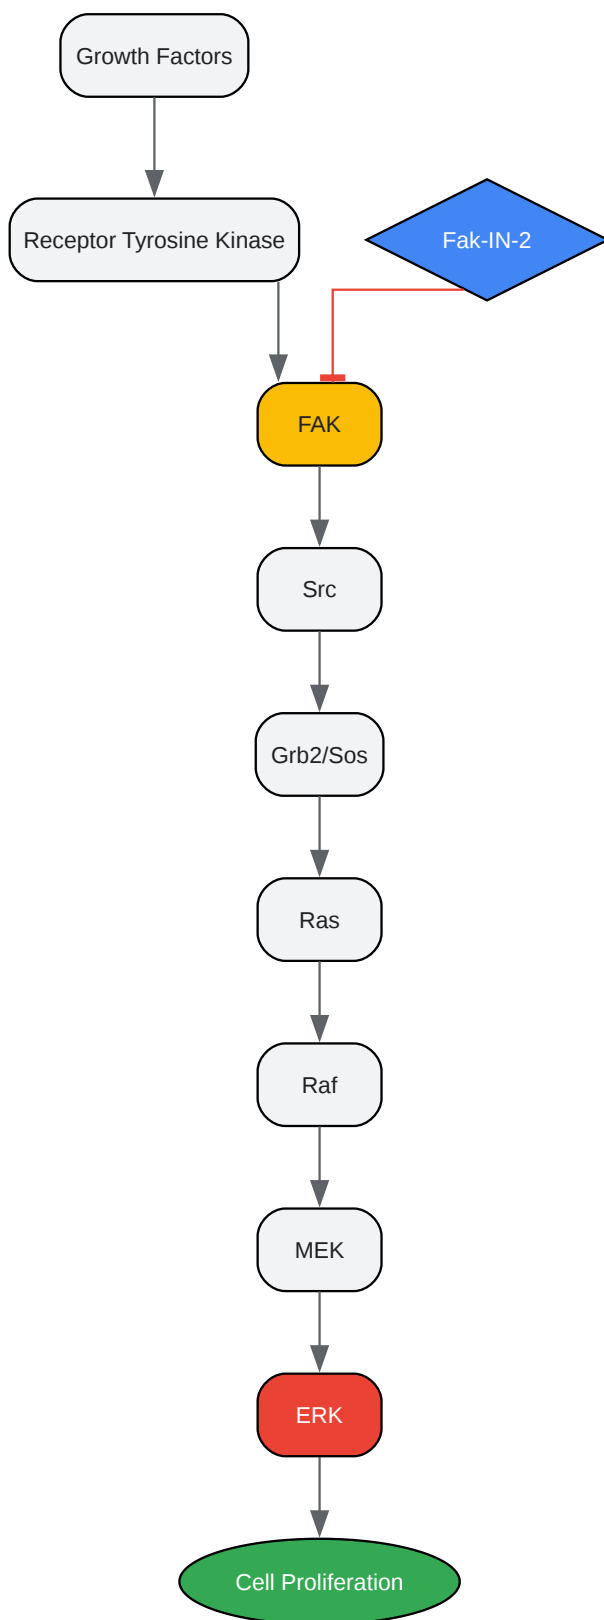 Growth Factors
Receptor Tyrosine Kinase
Fak-IN-2
FAK
Src
Grb2/Sos
Ras
Raf
MEK
ERK
Cell Proliferation